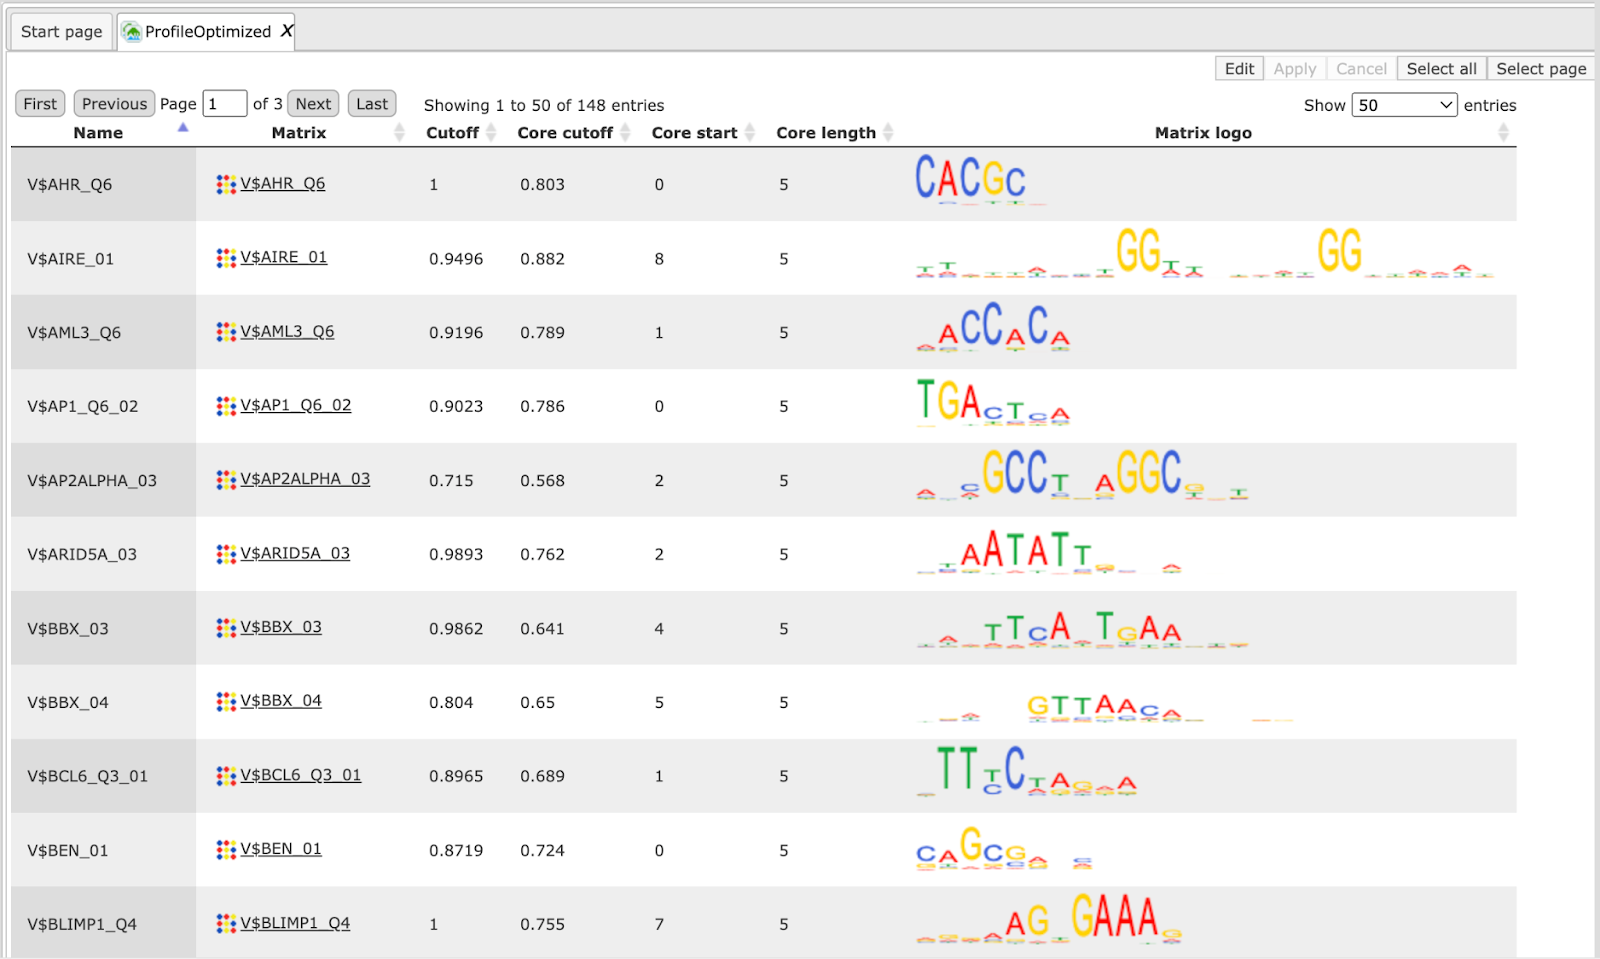 Start page ProfileOptimized X
Edit Apply Cancel Select all Select page
First Previous Page 1 of 3 Next Last Showing 1 to 50 of 148 entries Show 50 entries
Name Matrix Cutoff Core cutoff Core start Core length Matrix logo
V$AHR_Q6 V$AHR_Q6 1 0.803 0 5 CACGC
V$AIRE_01 V$AIRE_01 0.9496 0.882 8 5 GG GG
V$AML3_Q6 V$AML3_Q6 0.9196 0.789 1 5 ACCACA
V$AP1_Q6_02 V$AP1_Q6_02 0.9023 0.786 0 5 TGACTCA
V$AP2ALPHA_03 V$AP2ALPHA_03 0.715 0.568 2 5 GCCT AGGC
V$ARID5A_03 V$ARID5A_03 0.9893 0.762 2 5 AATATT
V$BBX_03 V$BBX_03 0.9862 0.641 4 5 TTCA TGAA
V$BBX_04 V$BBX_04 0.804 0.65 5 5 GTTAACA
V$BCL6_Q3_01 V$BCL6_Q3_01 0.8965 0.689 1 5 TTTCTAGAA
V$BEN_01 V$BEN_01 0.8719 0.724 0 5 CAGCGA
V$BLIMP1_Q4 V$BLIMP1_Q4 1 0.755 7 5 AG GAAA